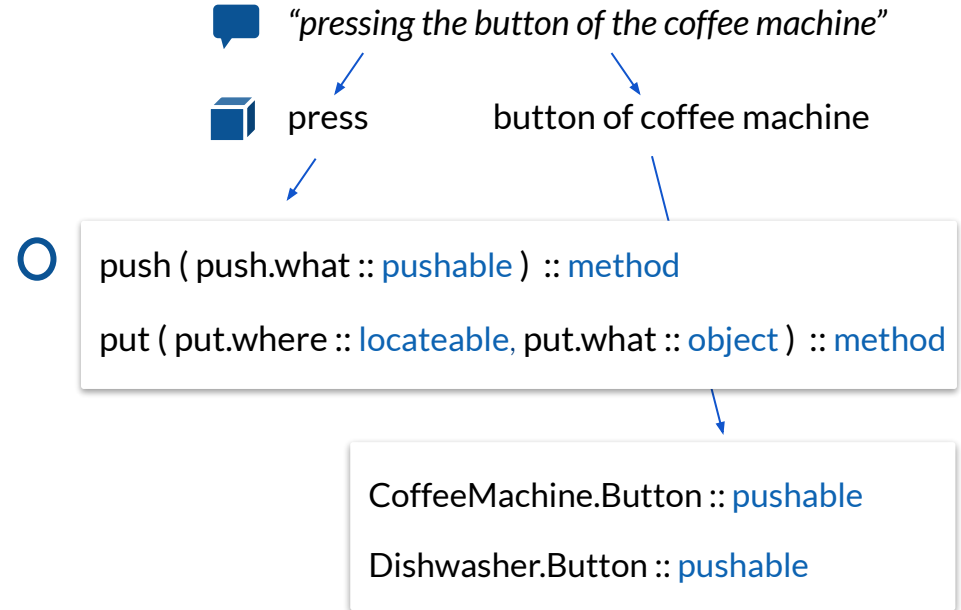 “pressing the button of the coffee machine”
press button of coffee machine
push ( push.what :: pushable ) :: method
put ( put.where :: locateable, put.what :: object ) :: method
CoffeeMachine.Button :: pushable
Dishwasher.Button :: pushable